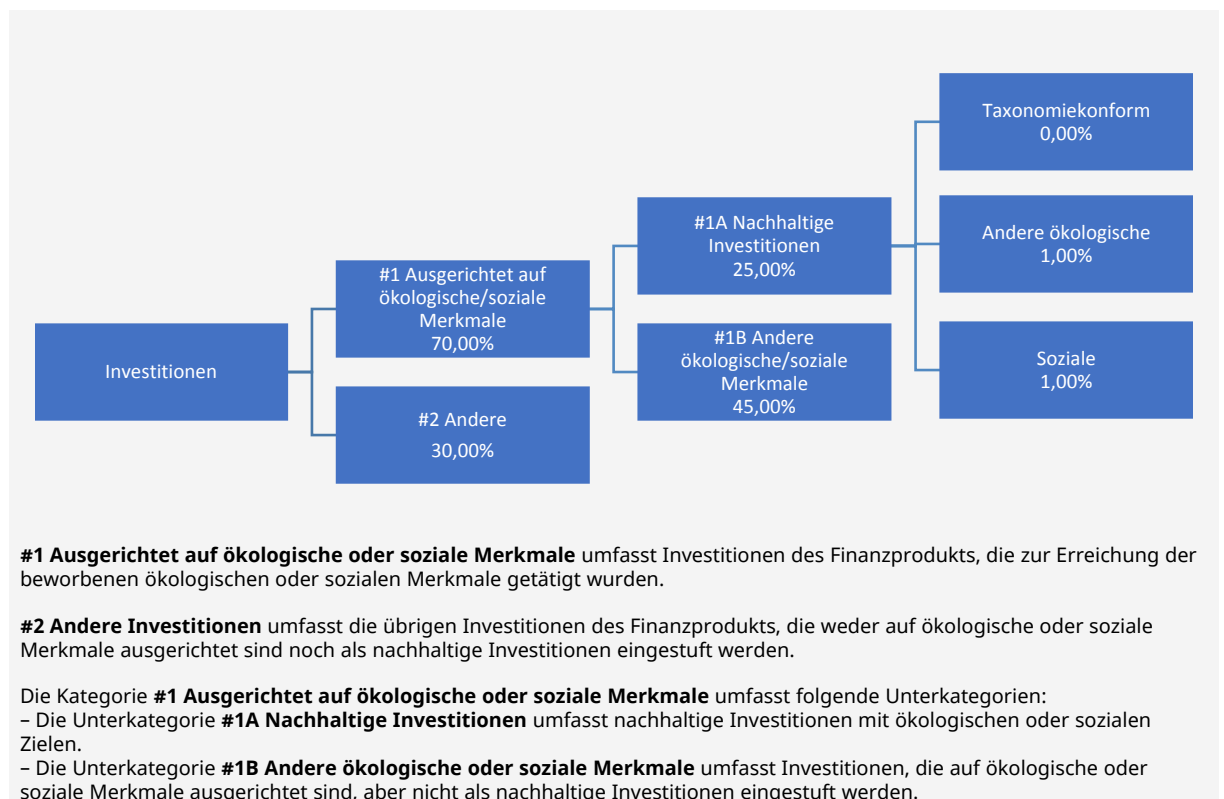 Investitionen
#1 Ausgerichtet auf
ökologische/soziale
Merkmale
70,00%
#2 Andere
30,00%
#1A Nachhaltige
Investitionen
25,00%
#1B Andere
ökologische/soziale
Merkmale
45,00%
Taxonomiekonform
0,00%
Andere ökologische
1,00%
Soziale
1,00%
#1 Ausgerichtet auf ökologische oder soziale Merkmale umfasst Investitionen des Finanzprodukts, die zur Erreichung der
beworbenen ökologischen oder sozialen Merkmale getätigt wurden.
#2 Andere Investitionen umfasst die übrigen Investitionen des Finanzprodukts, die weder auf ökologische oder soziale
Merkmale ausgerichtet sind noch als nachhaltige Investitionen eingestuft werden.
Die Kategorie #1 Ausgerichtet auf ökologische oder soziale Merkmale umfasst folgende Unterkategorien:
– Die Unterkategorie #1A Nachhaltige Investitionen umfasst nachhaltige Investitionen mit ökologischen oder sozialen
Zielen.
– Die Unterkategorie #1B Andere ökologische oder soziale Merkmale umfasst Investitionen, die auf ökologische oder
soziale Merkmale ausgerichtet sind, aber nicht als nachhaltige Investitionen eingestuft werden.